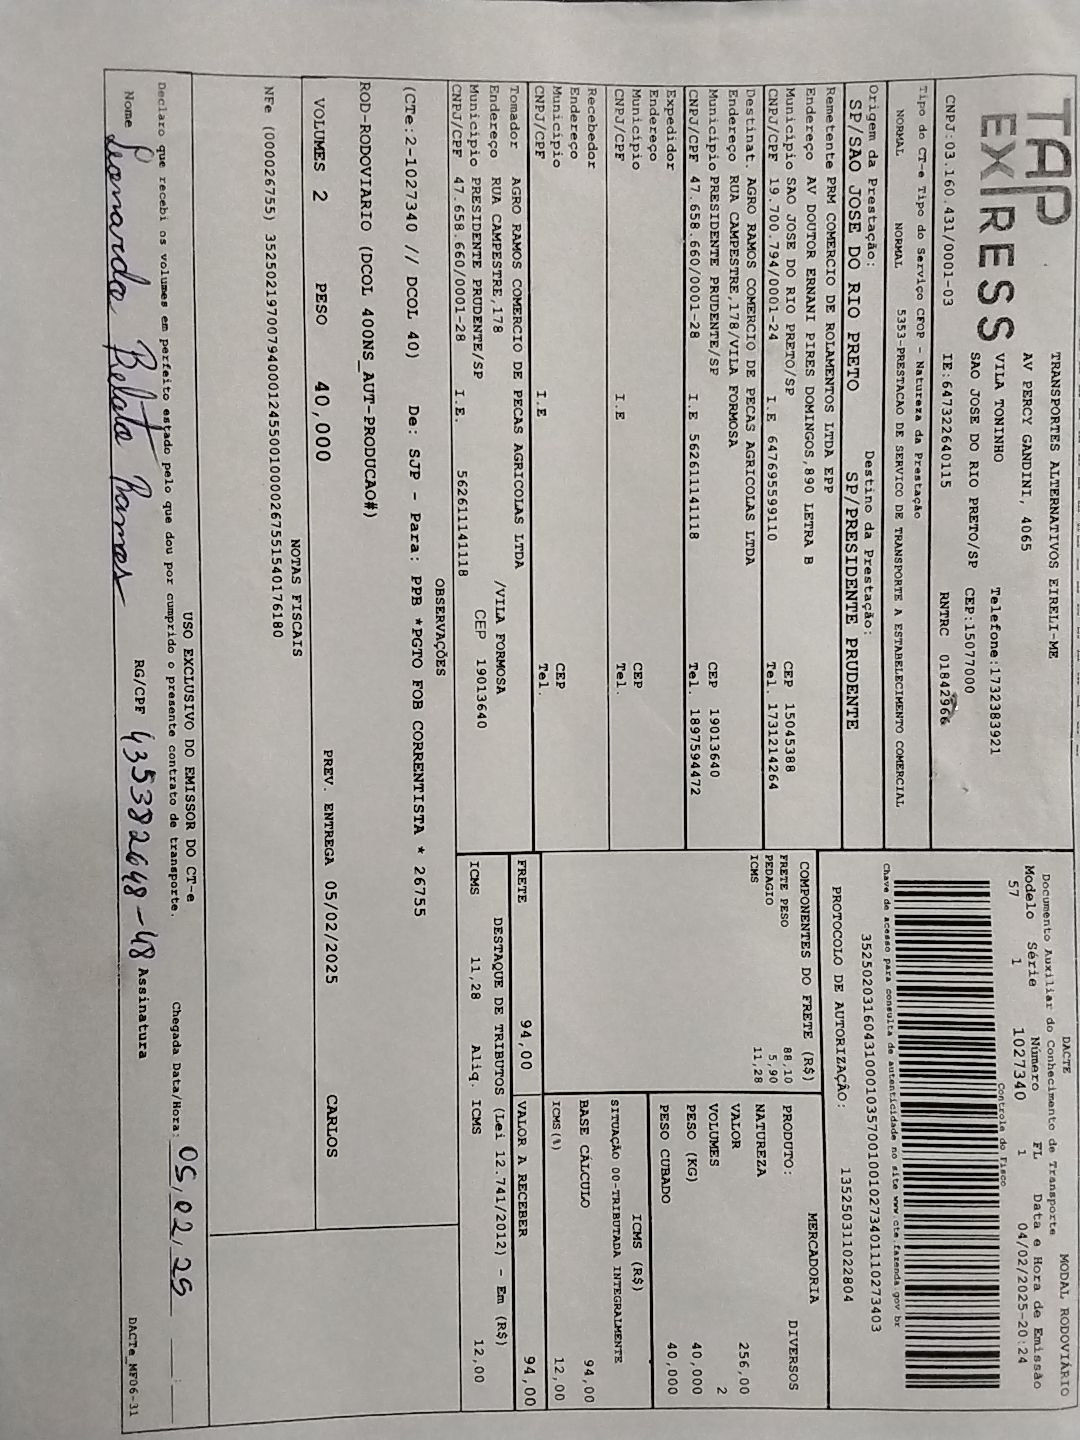 TAP
EXPRESS
TRANSPORTES ALTERNATIVOS EIRELI-ME
AV PERCY GANDINI, 4065
VILA TONINHO
Telefone:1732383921
SAO JOSE DO RIO PRETO/SP
CEP:15077000
CNPJ:03.160.431/0001-03
IE:647322640115
RNTRC 01842966
Tipo do CT-e Tipo do Serviço CFOP - Natureza da Prestação
NORMAL NORMAL 5353-PRESTACAO DE SERVICO DE TRANSPORTE A ESTABELECIMENTO COMERCIAL
Origem da Prestação: Destino da Prestação:
SP/SAO JOSE DO RIO PRETO SP/PRESIDENTE PRUDENTE
Remetente PRM COMERCIO DE ROLAMENTOS LTDA EPP
Endereço AV DOUTOR ERNANI PIRES DOMINGOS,890 LETRA B
Município SAO JOSE DO RIO PRETO/SP CEP 15045388
CNPJ/CPF 19.700.794/0001-24 I.E 647695599110 Tel. 1731214264
Destinat. AGRO RAMOS COMERCIO DE PECAS AGRICOLAS LTDA
Endereço RUA CAMPESTRE,178/VILA FORMOSA
Município PRESIDENTE PRUDENTE/SP CEP 19013640
CNPJ/CPF 47.658.660/0001-28 I.E 562611141118 Tel. 1897594472
Expedidor
Endereço
Município CEP
CNPJ/CPF I.E Tel.
Recebedor
Endereço
Município CEP
CNPJ/CPF I.E Tel.
Tomador AGRO RAMOS COMERCIO DE PECAS AGRICOLAS LTDA
Endereço RUA CAMPESTRE,178 /VILA FORMOSA
Município PRESIDENTE PRUDENTE/SP CEP 19013640
CNPJ/CPF 47.658.660/0001-28 I.E. 562611141118
DACTE MODAL RODOVIÁRIO
Documento Auxiliar do Conhecimento de Transporte
Modelo Série Número FL Data e Hora de Emissão
57 1 1027340 1 04/02/2025-20:24
Controle do Fisco
Chave de acesso para consulta de autenticidade no site www.cte.fazenda.gov.br
35250203160431000103570010010273401110273403
PROTOCOLO DE AUTORIZAÇÃO: 135250311022804
COMPONENTES DO FRETE (R$)
FRETE PESO 88,10
PEDAGIO 5,90
ICMS 11,28
MERCADORIA
PRODUTO: DIVERSOS
NATUREZA
VALOR 256,00
VOLUMES 2
PESO (KG) 40,000
PESO CUBADO 40,000
ICMS (R$)
SITUAÇÃO 00-TRIBUTADA INTEGRALMENTE
BASE CÁLCULO 94,00
ICMS(%) 12,00
FRETE 94,00 VALOR A RECEBER 94,00
DESTAQUE DE TRIBUTOS (Lei 12.741/2012) - Em (R$)
ICMS 11,28 Aliq. ICMS 12,00
OBSERVAÇÕES
(CTe:2-1027340 // DCOL 40) De: SJP - Para: PPB *PGTO FOB CORRENTISTA * 26755
ROD-RODOVIARIO (DCOL 400NS_AUT-PRODUCAO#)
VOLUMES 2 PESO 40,000 PREV. ENTREGA 05/02/2025 CARLOS
NOTAS FISCAIS
NFe (000026755) 35250219700794000124550010000267551540176180
USO EXCLUSIVO DO EMISSOR DO CT-e
Declaro que recebi os volumes em perfeito estado pelo que dou por cumprido o presente contrato de transporte. Chegada Data/Hora: 05/02/25
Nome Leonardo Belato Ramos RG/CPF 435382648-48 Assinatura
DACTe_MF06-31